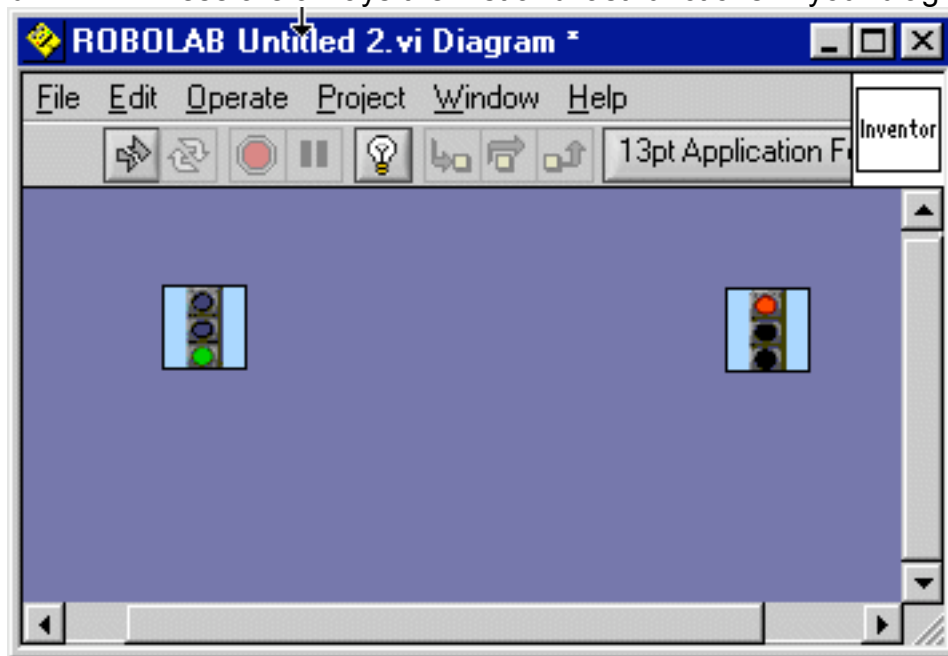 ROBOLAB Untitled 2.vi Diagram *
File Edit Operate Project Window Help
Inventor
13pt Application